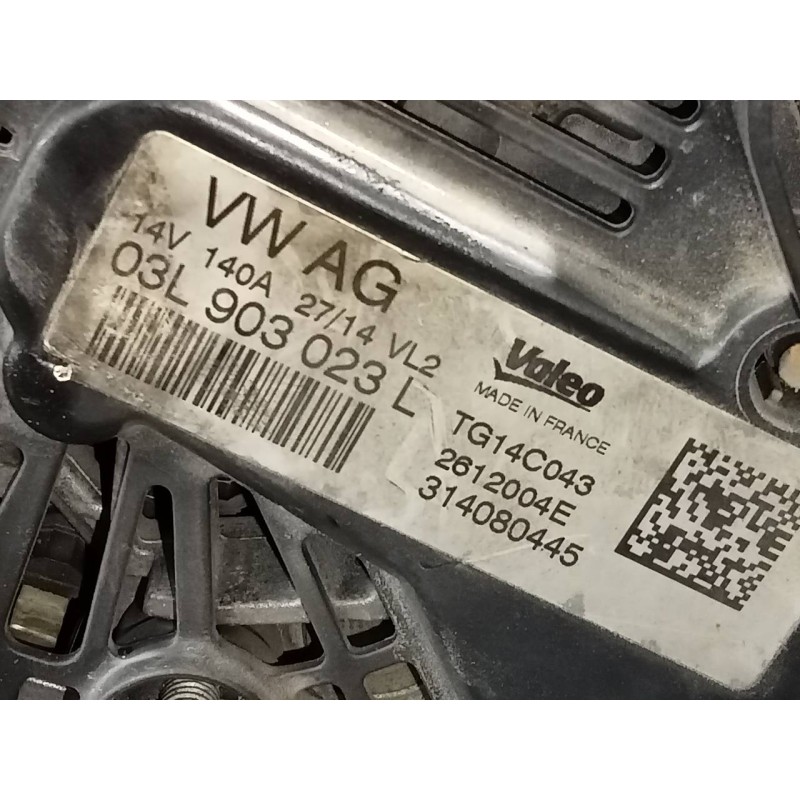 VW AG
14V 140A 27/14 VL2
03L 903 023 L
Valeo
MADE IN FRANCE
TG14C043
2612004E
314080445